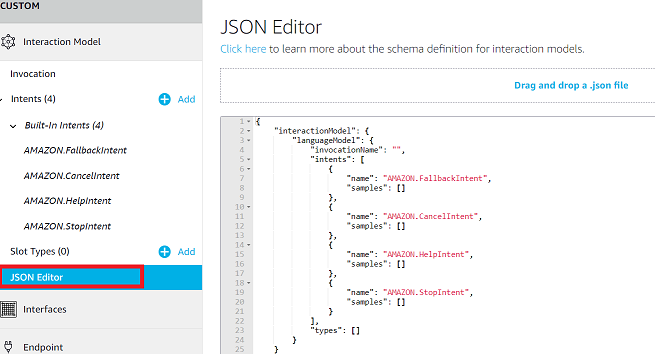 CUSTOM
Interaction Model
Invocation
Intents (4)
Add
Built-In Intents (4)
AMAZON.FallbackIntent
AMAZON.CancelIntent
AMAZON.HelpIntent
AMAZON.StopIntent
Slot Types (0)
Add
JSON Editor
Interfaces
Endpoint
JSON Editor
Click here to learn more about the schema definition for interaction models.
Drag and drop a .json file
1 {
2 "interactionModel": {
3 "languageModel": {
4 "invocationName": "",
5 "intents": [
6 {
7 "name": "AMAZON.FallbackIntent",
8 "samples": []
9 },
10 {
11 "name": "AMAZON.CancelIntent",
12 "samples": []
13 },
14 {
15 "name": "AMAZON.HelpIntent",
16 "samples": []
17 },
18 {
19 "name": "AMAZON.StopIntent",
20 "samples": []
21 }
22 ],
23 "types": []
24 }
25 }